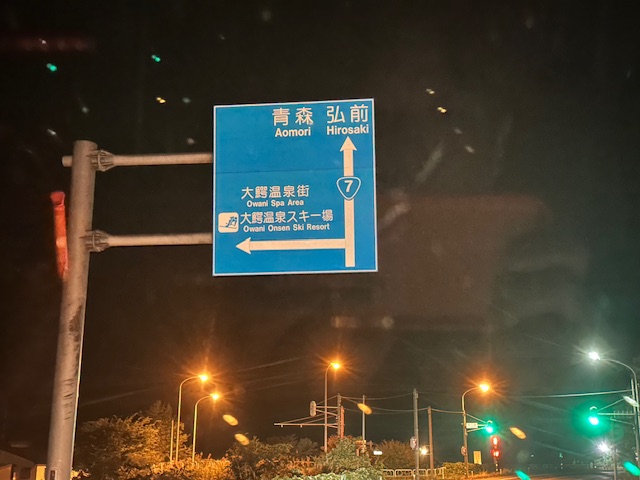 青森 弘前
Aomori Hirosaki
7
大鰐温泉街
Owani Spa Area
大鰐温泉スキー場
Owani Onsen Ski Resort